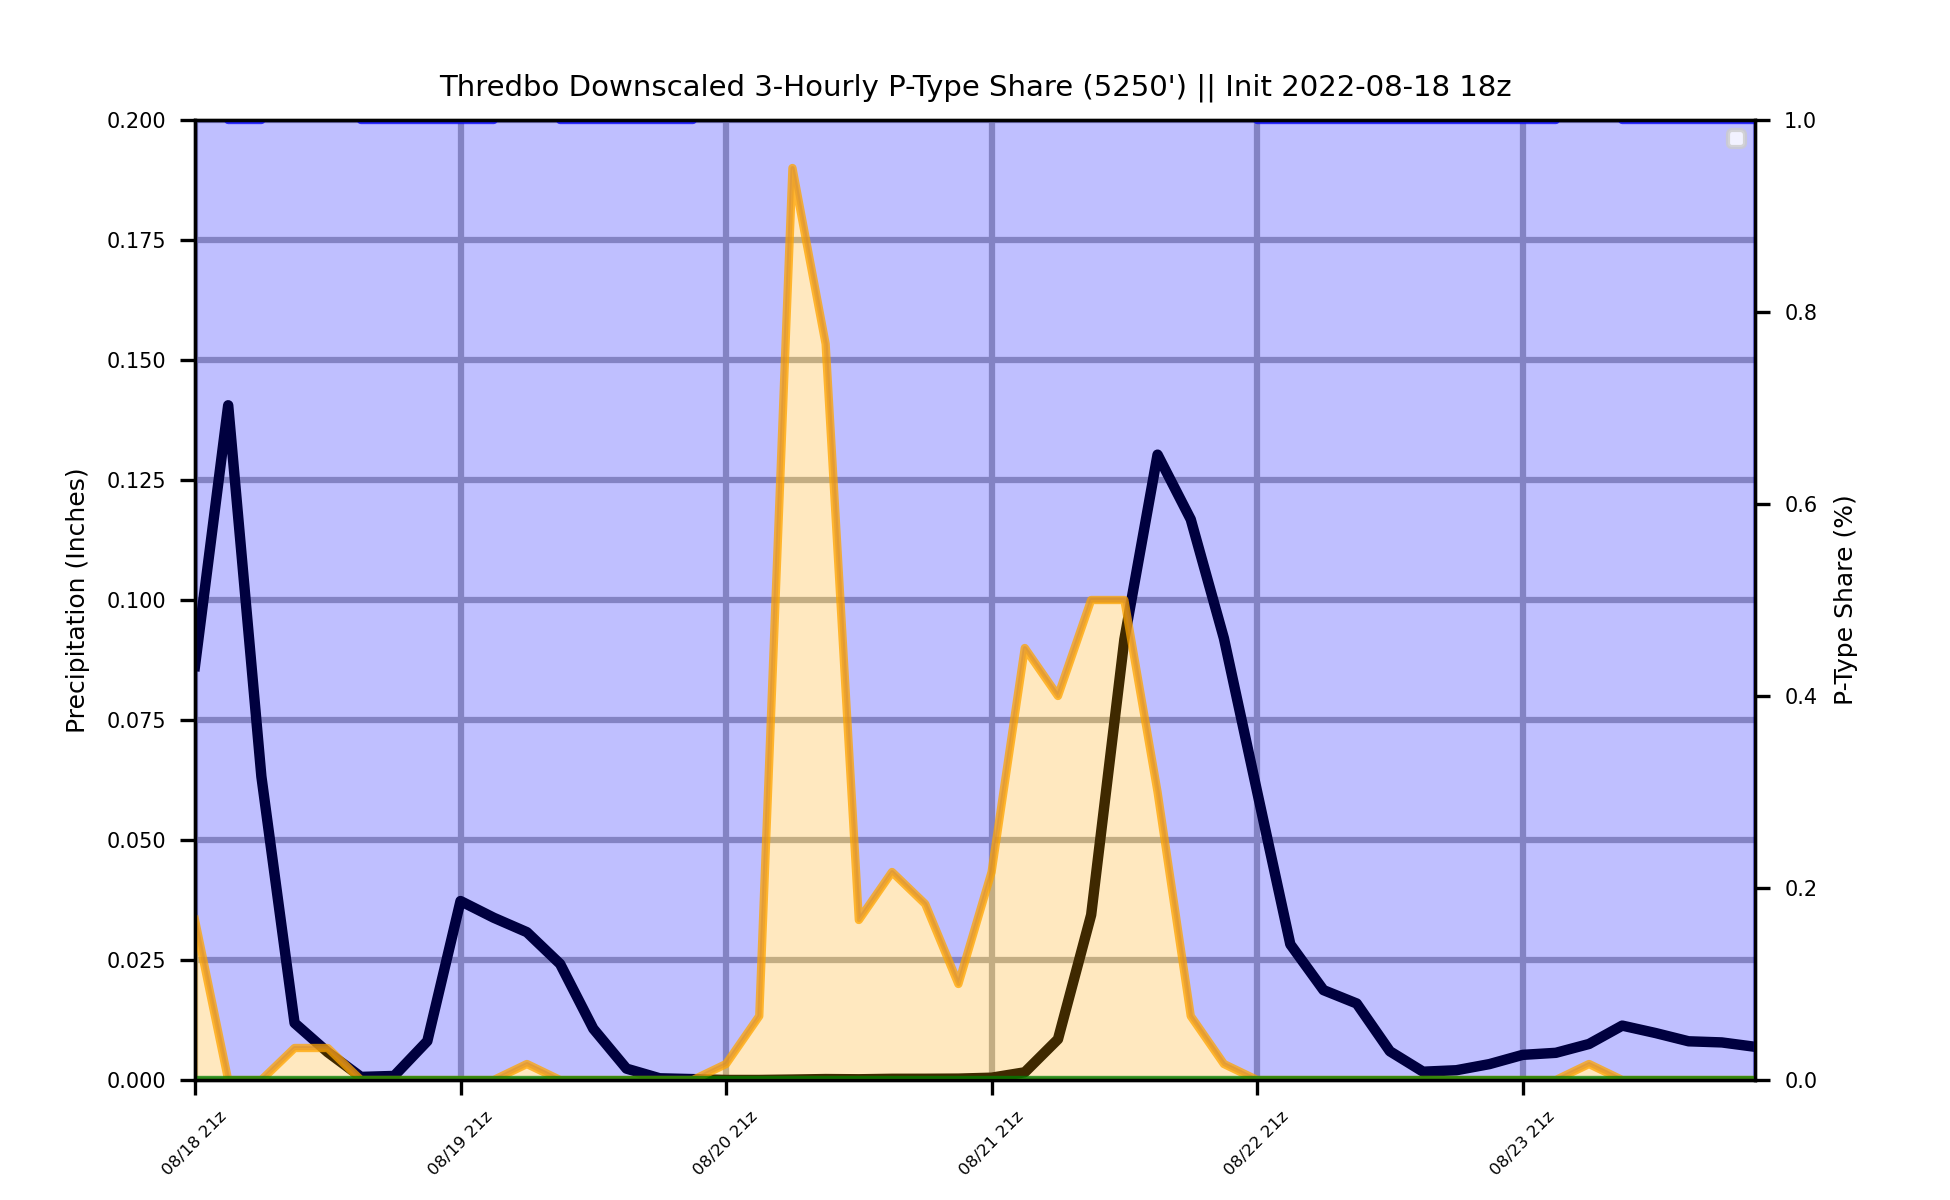 Thredbo Downscaled 3-Hourly P-Type Share (5250') || Init 2022-08-18 18z
Precipitation (Inches)
0.200
0.175
0.150
0.125
0.100
0.075
0.050
0.025
0.000
1.0
0.8
0.6
0.4
0.2
0.0
P-Type Share (%)
08/18 21z
08/19 21z
08/20 21z
08/21 21z
08/22 21z
08/23 21z